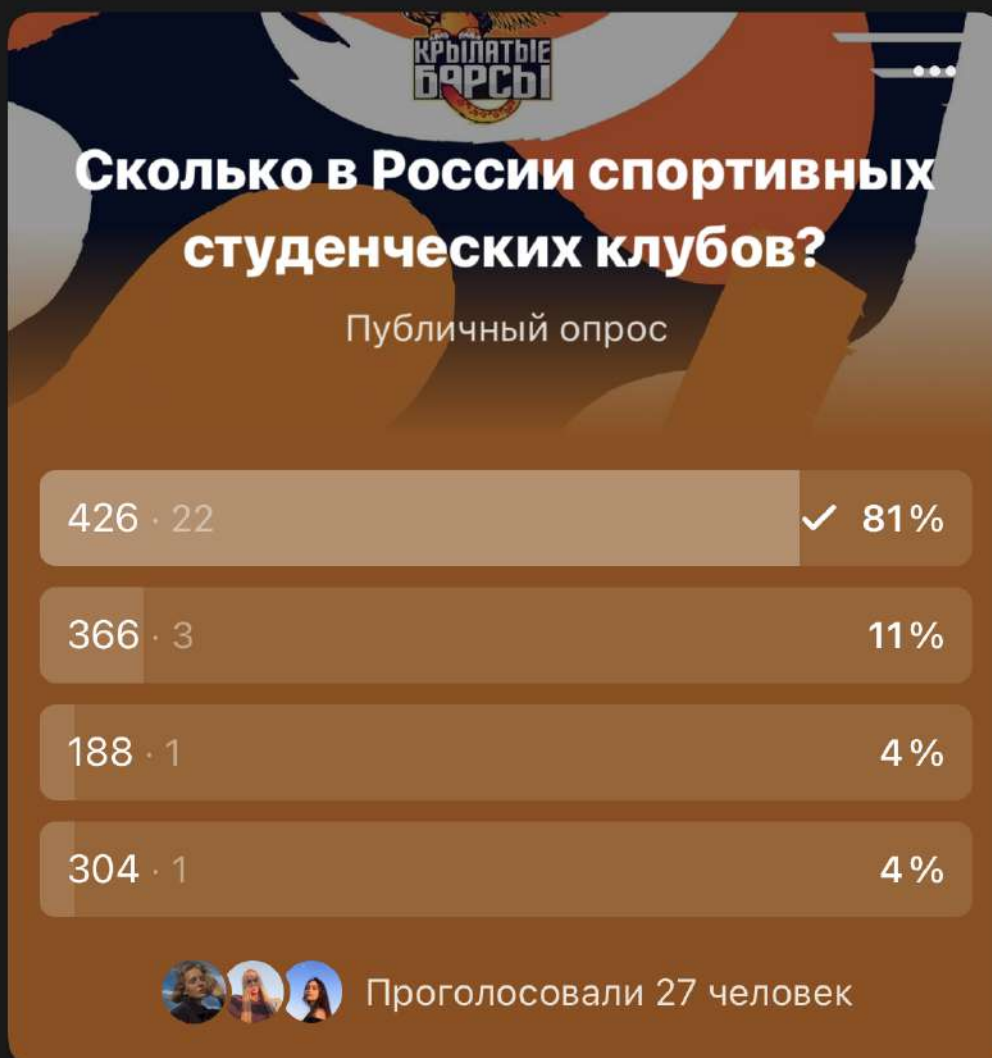 КРЫЛАТЫЕ
БАРСЫ
Сколько в России спортивных
студенческих клубов?
Публичный опрос
426 · 22 81%
366 · 3 11%
188 · 1 4%
304 · 1 4%
Проголосовали 27 человек